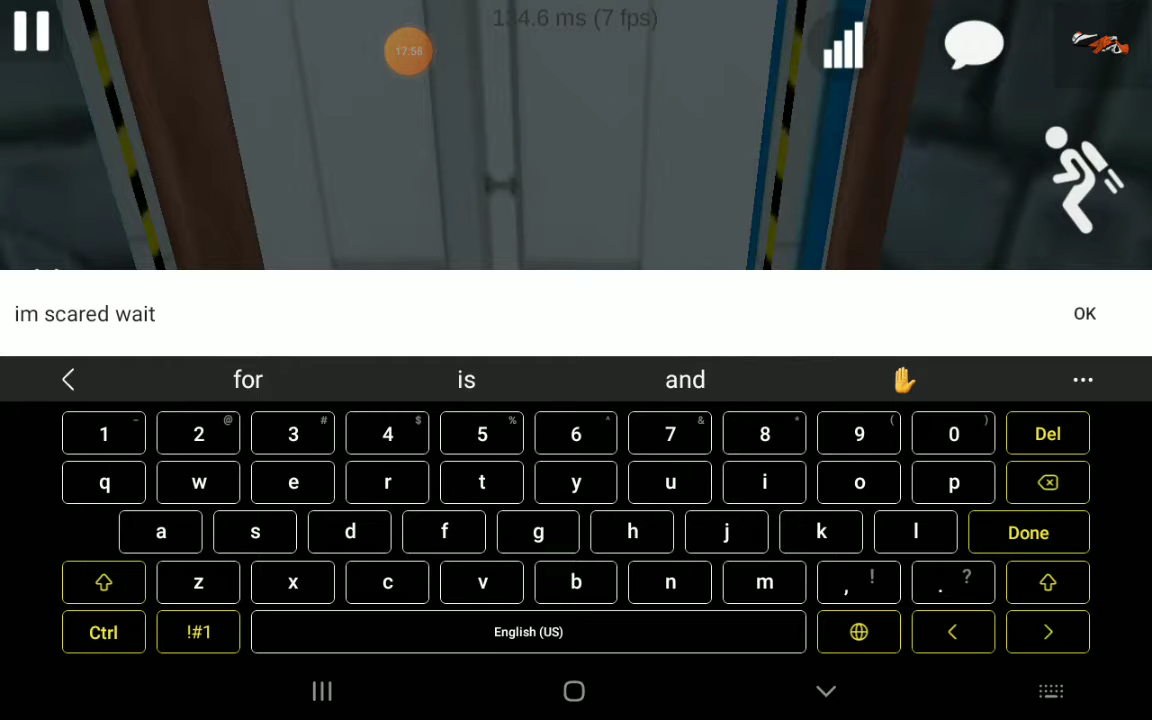 134.6 ms (7 fps)
17:58
im scared wait
OK
for is and ✋ ...
1 - 2 @ 3 # 4 $ 5 % 6 ^ 7 & 8 * 9 ( 0 ) Del
q w e r t y u i o p
a s d f g h j k l Done
z x c v b n m , ! . ?
Ctrl !#1 English (US) < >